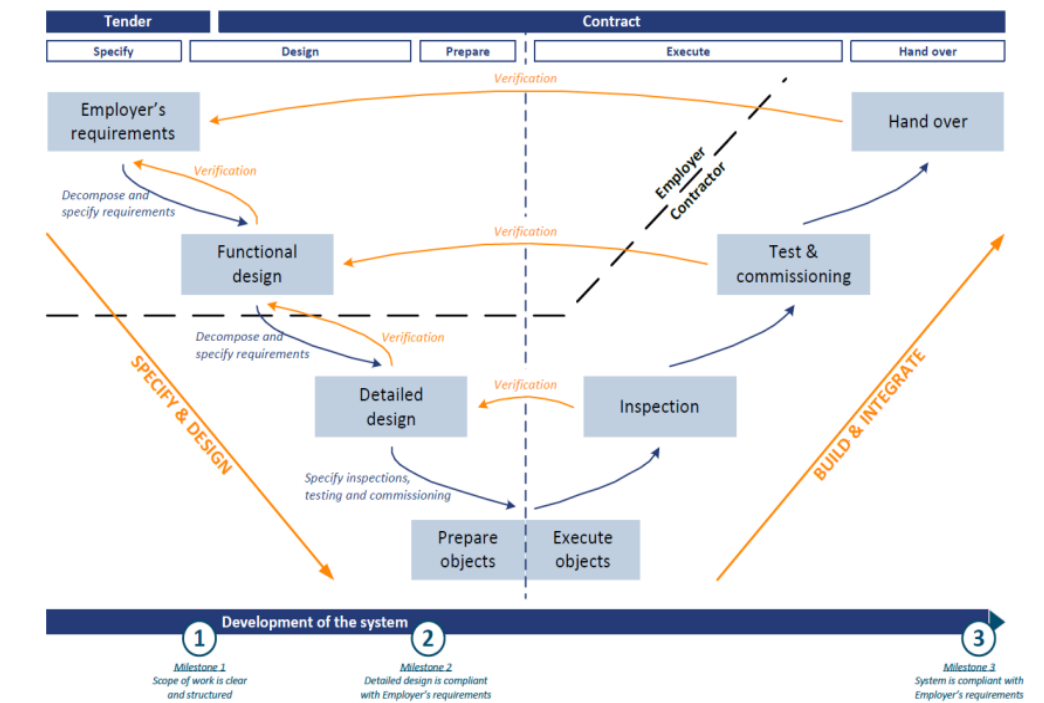 Tender
Contract
Specify
Design
Prepare
Execute
Hand over
Verification
Employer's
requirements
Hand over
Verification
Employer
Contractor
Decompose and
specify requirements
Verification
Functional
design
Test &
commissioning
Decompose and
specify requirements
Verification
SPECIFY & DESIGN
BUILD & INTEGRATE
Verification
Detailed
design
Inspection
Specify inspections,
testing and commissioning
Prepare
objects
Execute
objects
Development of the system
1
2
3
Milestone 1
Scope of work is clear
and structured
Milestone 2
Detailed design is compliant
with Employer's requirements
Milestone 3
System is compliant with
Employer's requirements